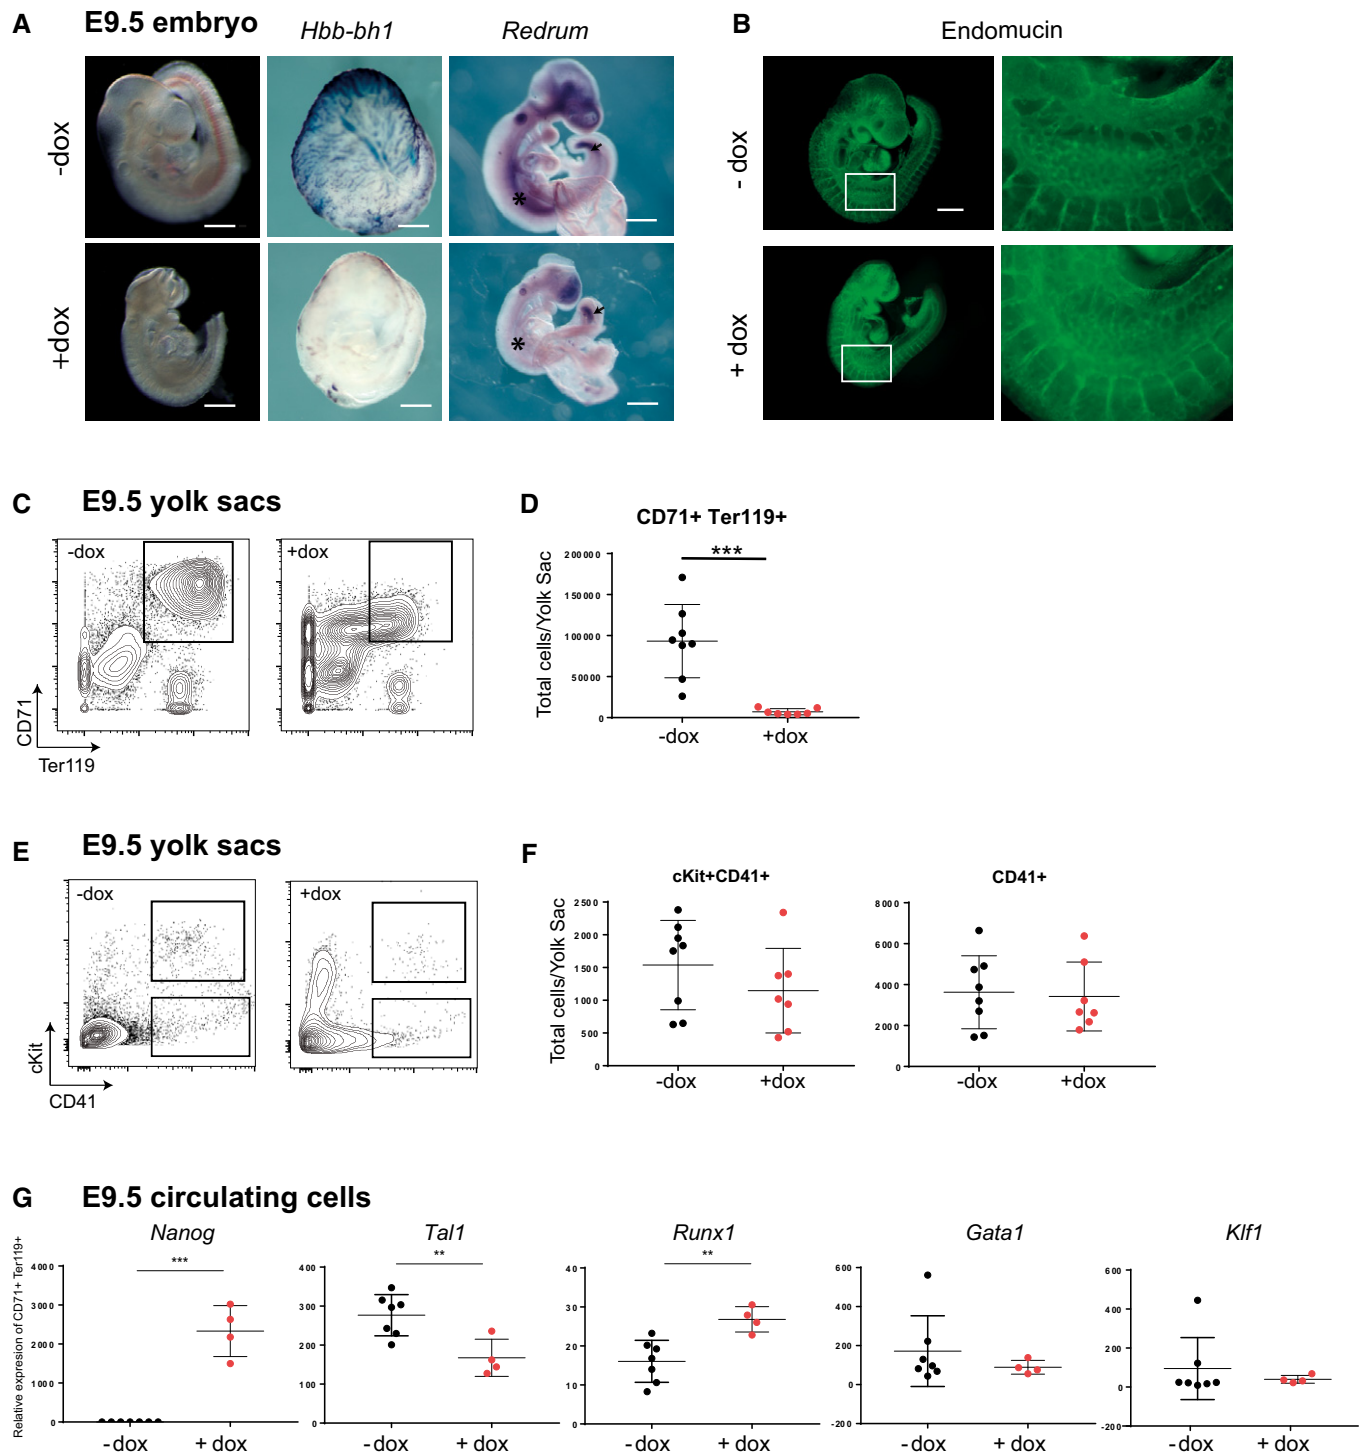 A E9.5 embryo Hbb-bh1 Redrum
-dox
*
+dox
*
B Endomucin
- dox
+ dox
C E9.5 yolk sacs
-dox
+dox
CD71
Ter119
D
CD71+ Ter119+
Total cells/Yolk Sac
200000
150000
100000
50000
0
***
-dox +dox
E E9.5 yolk sacs
-dox
+dox
cKit
CD41
F
cKit+CD41+
Total cells/Yolk Sac
2500
2000
1500
1000
500
0
-dox +dox
CD41+
8000
6000
4000
2000
0
-dox +dox
G E9.5 circulating cells
Relative expresion of CD71+ Ter119+
Nanog
***
4000
3000
2000
1000
0
-dox + dox
Tal1
**
400
300
200
100
0
-dox + dox
Runx1
**
40
30
20
10
0
-dox + dox
Gata1
600
400
200
0
-200
-dox + dox
Klf1
600
400
200
0
-200
-dox + dox